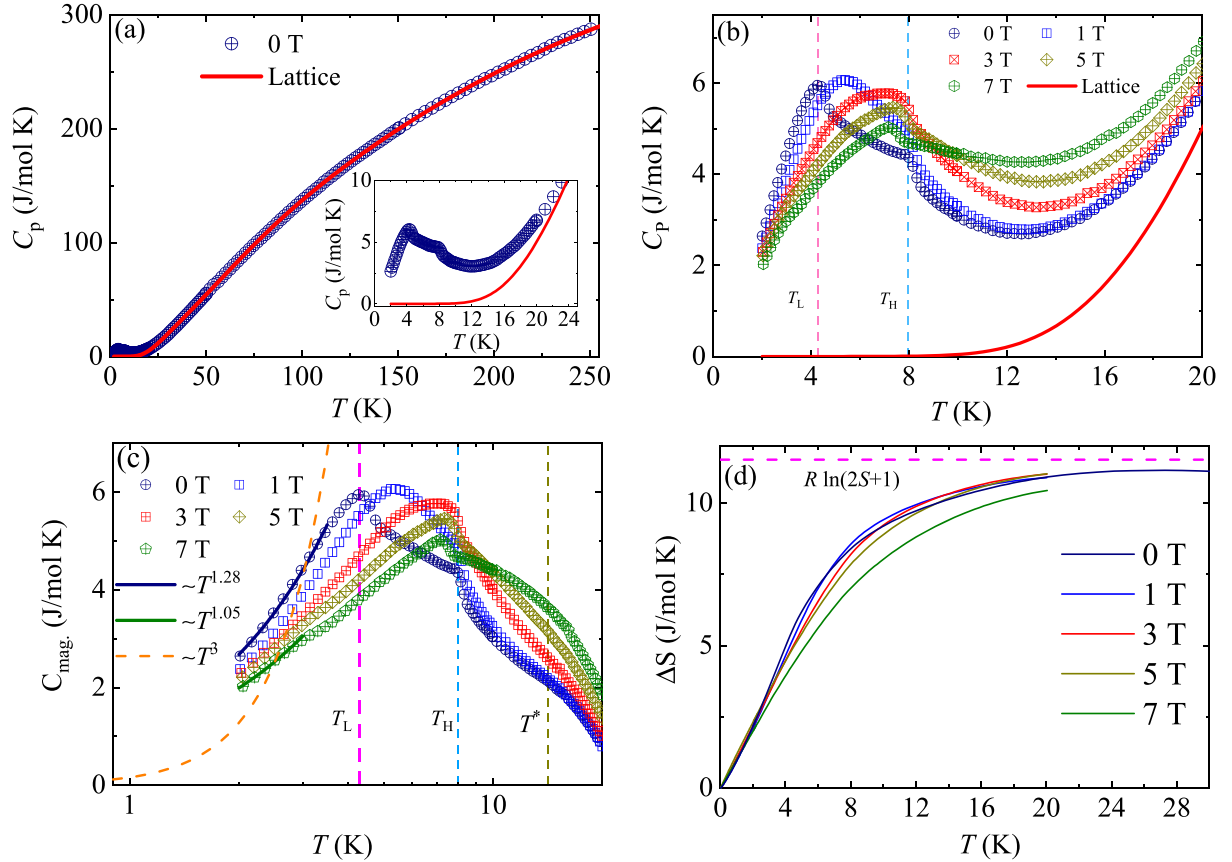 (a)
0 T
Lattice
300
200
100
0
50
100
150
200
250
C_p (J/mol K)
T (K)
10
5
0
0
4
8
12
16
20
24
C_p (J/mol K)
T (K)
(b)
0 T 1 T
3 T 5 T
7 T Lattice
6
4
2
0
0
4
8
12
16
20
T_L
T_H
C_p (J/mol K)
T (K)
(c)
0 T 1 T
3 T 5 T
7 T
~T^1.28
~T^1.05
~T^3
6
4
2
0
1
10
T_L
T_H
T^*
C_mag. (J/mol K)
T (K)
(d)
R ln(2S+1)
0 T
1 T
3 T
5 T
7 T
10
5
0
0
4
8
12
16
20
24
28
ΔS (J/mol K)
T (K)